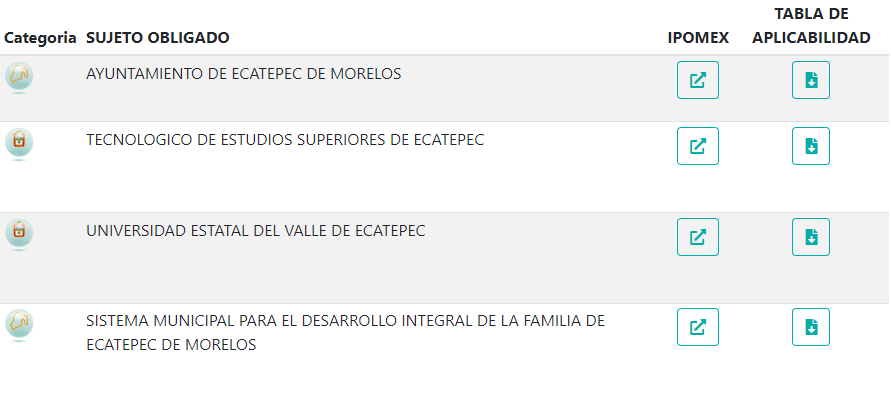 TABLA DE
Categoria SUJETO OBLIGADO IPOMEX APLICABILIDAD
AYUNTAMIENTO DE ECATEPEC DE MORELOS
TECNOLOGICO DE ESTUDIOS SUPERIORES DE ECATEPEC
UNIVERSIDAD ESTATAL DEL VALLE DE ECATEPEC
SISTEMA MUNICIPAL PARA EL DESARROLLO INTEGRAL DE LA FAMILIA DE
ECATEPEC DE MORELOS